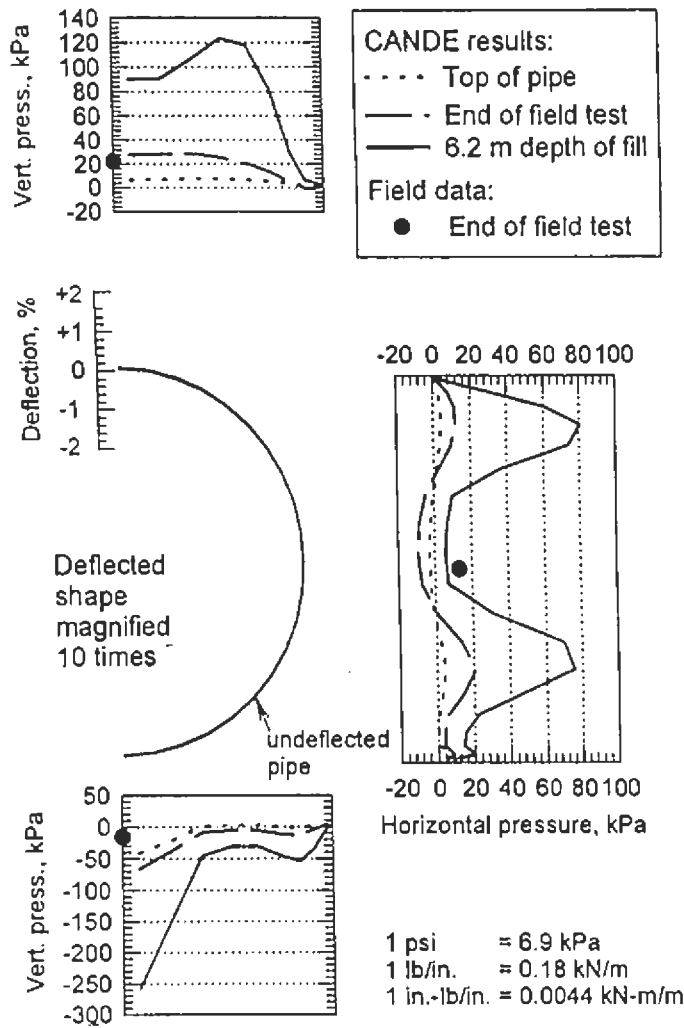 140
120
100
80
60
40
20
0
-20
Vert. press., kPa
CANDE results:
Top of pipe
End of field test
6.2 m depth of fill
Field data:
End of field test
+2
+1
0
-1
-2
Deflection, %
Deflected
shape
magnified
10 times
undeflected
pipe
-20 0 20 40 60 80 100
-20 0 20 40 60 80 100
Horizontal pressure, kPa
50
0
-50
-100
-150
-200
-250
-300
Vert. press., kPa
1 psi = 6.9 kPa
1 lb/in. = 0.18 kN/m
1 in.-lb/in. = 0.0044 kN-m/m